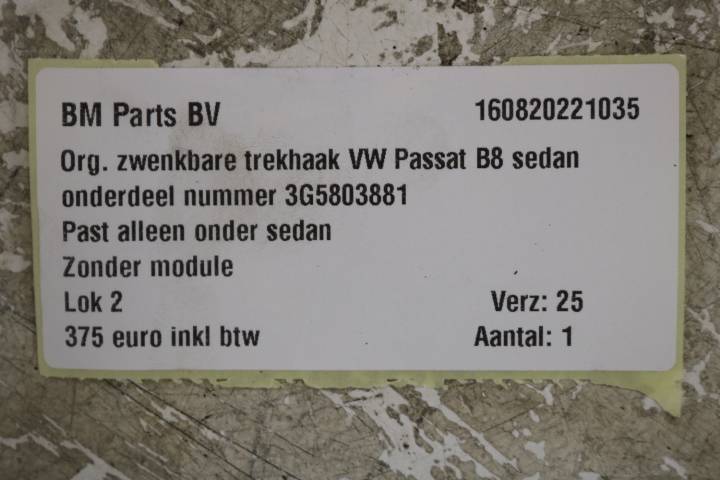 BM Parts BV 160820221035
Org. zwenkbare trekhaak VW Passat B8 sedan
onderdeel nummer 3G5803881
Past alleen onder sedan
Zonder module
Lok 2 Verz: 25
375 euro inkl btw Aantal: 1